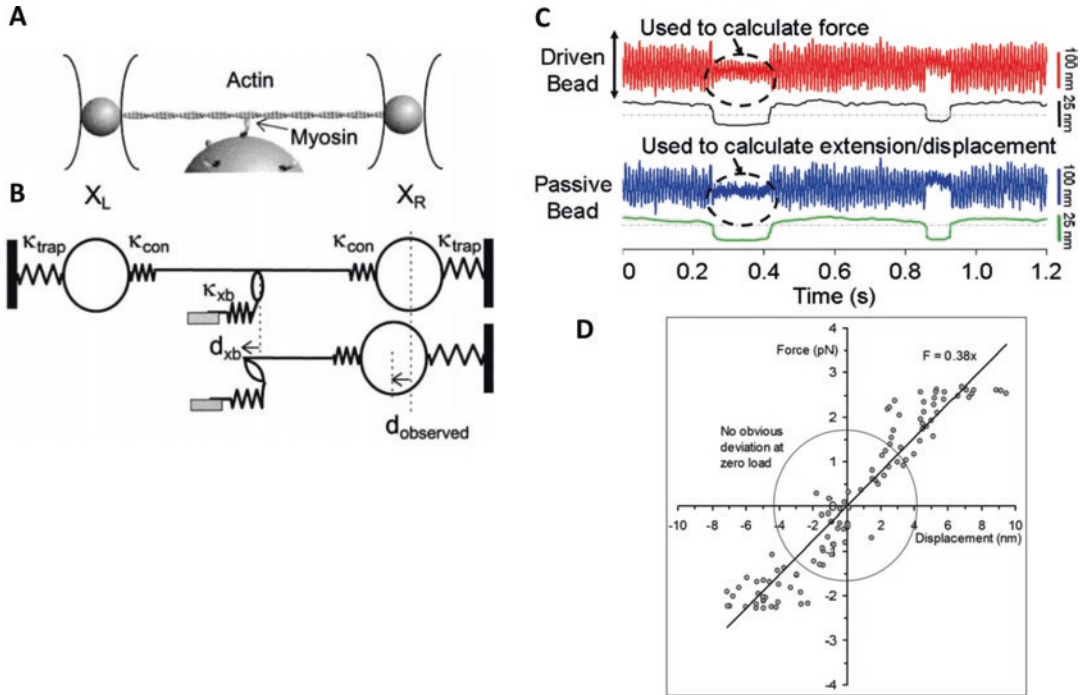 A
Actin
Myosin
X_L
X_R
B
κ_trap
κ_con
κ_con
κ_trap
κ_xb
d_xb
d_observed
C
Used to calculate force
Driven
Bead
100 nm
25 nm
Used to calculate extension/displacement
Passive
Bead
100 nm
25 nm
0 0.2 0.4 0.6 0.8 1.0 1.2
Time (s)
D
4
Force (pN)
F = 0.38x
3
2
No obvious
deviation at
zero load
1
0
-10 -8 -6 -4 -2 0 2 4 6 8 10
Displacement (nm)
-1
-2
-3
-4